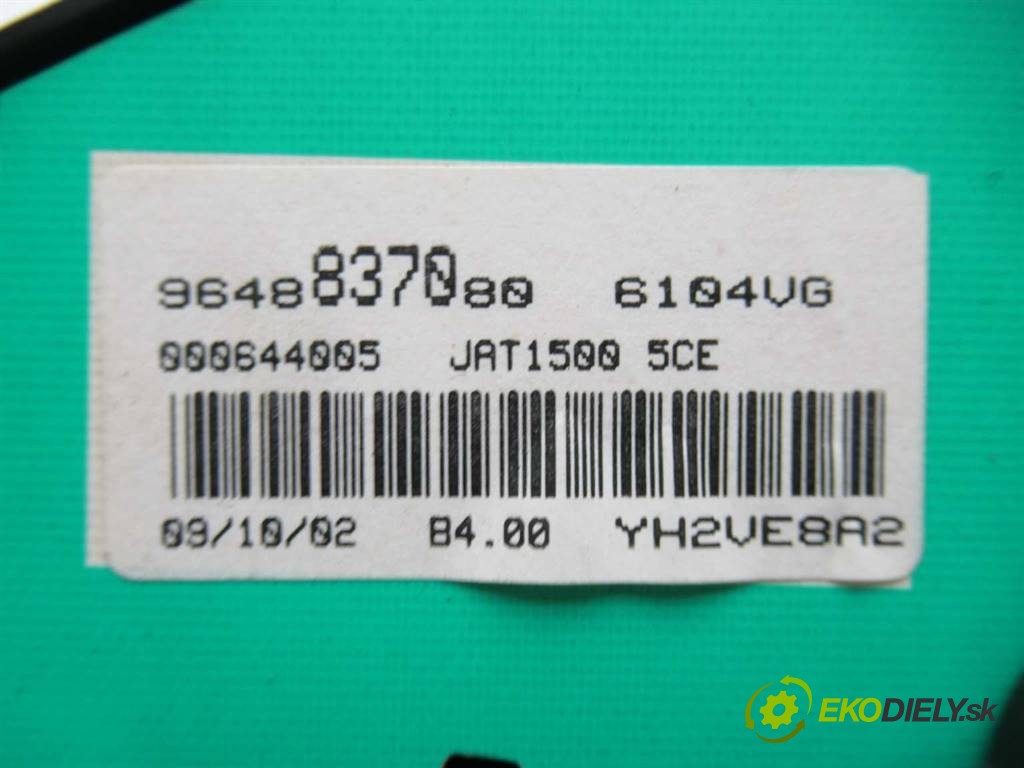 9648837080 6104VG
000644005 JAT1500 5CE
09/10/02 B4.00 YH2VE8A2
EKODIELY.sk